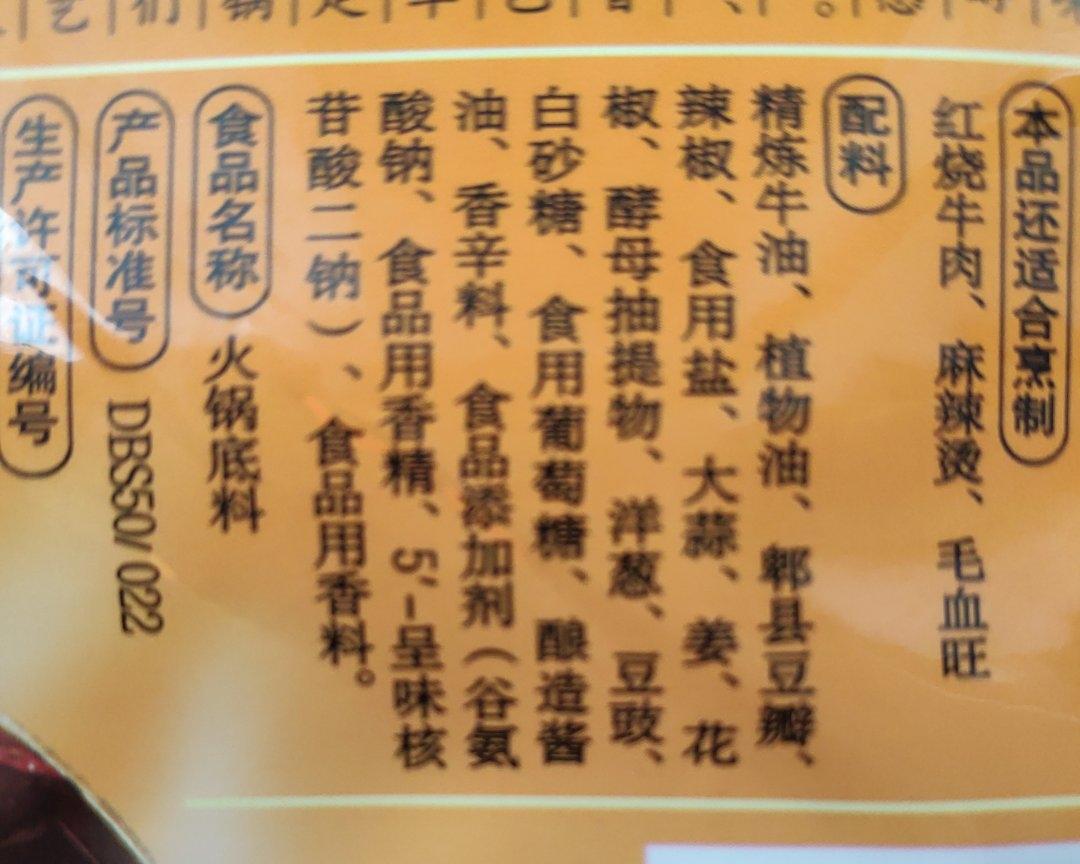 本品还适合烹制
红烧牛肉、麻辣烫、毛血旺
配料
精炼牛油、植物油、郫县豆瓣、
辣椒、食用盐、大蒜、姜、花
椒、酵母抽提物、洋葱、豆豉、
白砂糖、食用葡萄糖、酿造酱
油、香辛料、食品添加剂（谷氨
酸钠、食品用香精、5'-呈味核
苷酸二钠）、食品用香料。
食品名称 火锅底料
产品标准号 DBS50/ 022
生产许可证编号